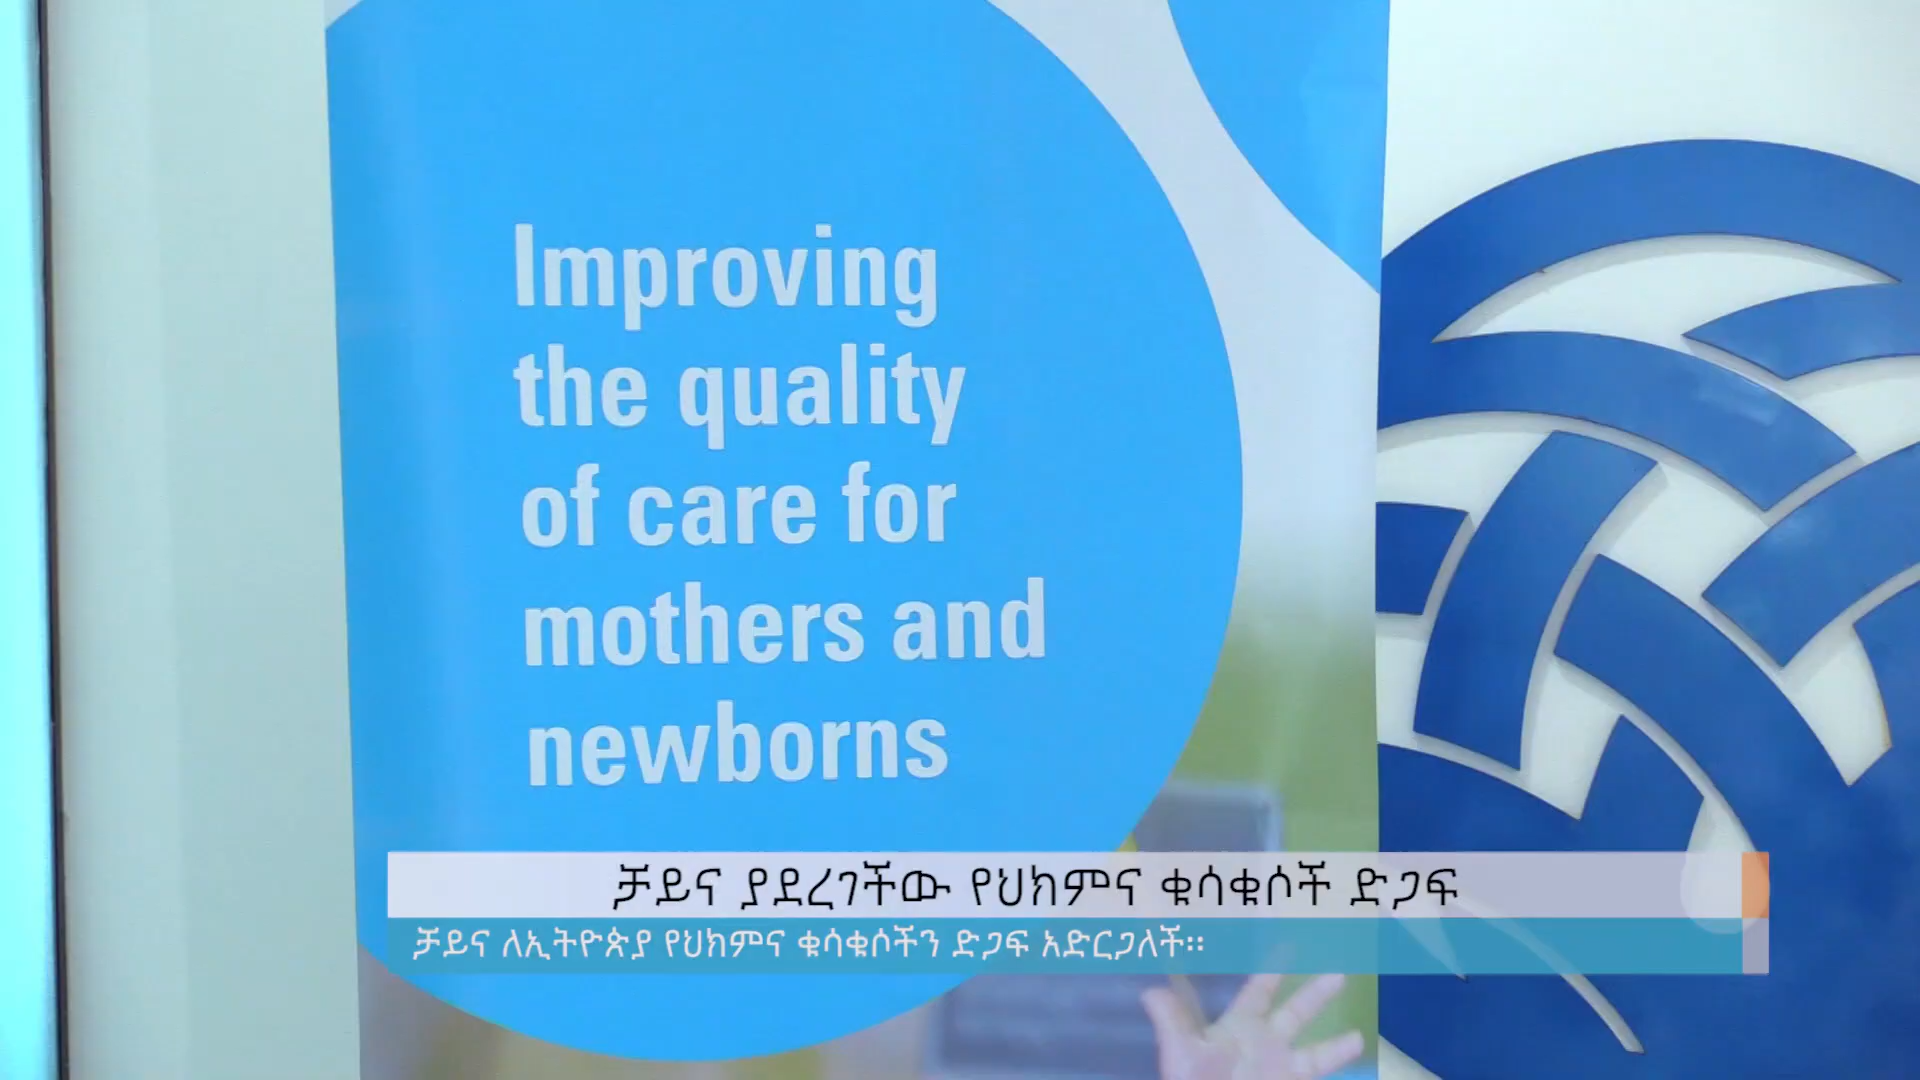 Improving
the quality
of care for
mothers and
newborns
ቻይና ያደረገችው የህክምና ቁሳቁሶች ድጋፍ
ቻይና ለኢትዮጵያ የህክምና ቁሳቁሶችን ድጋፍ አድርጋለች።